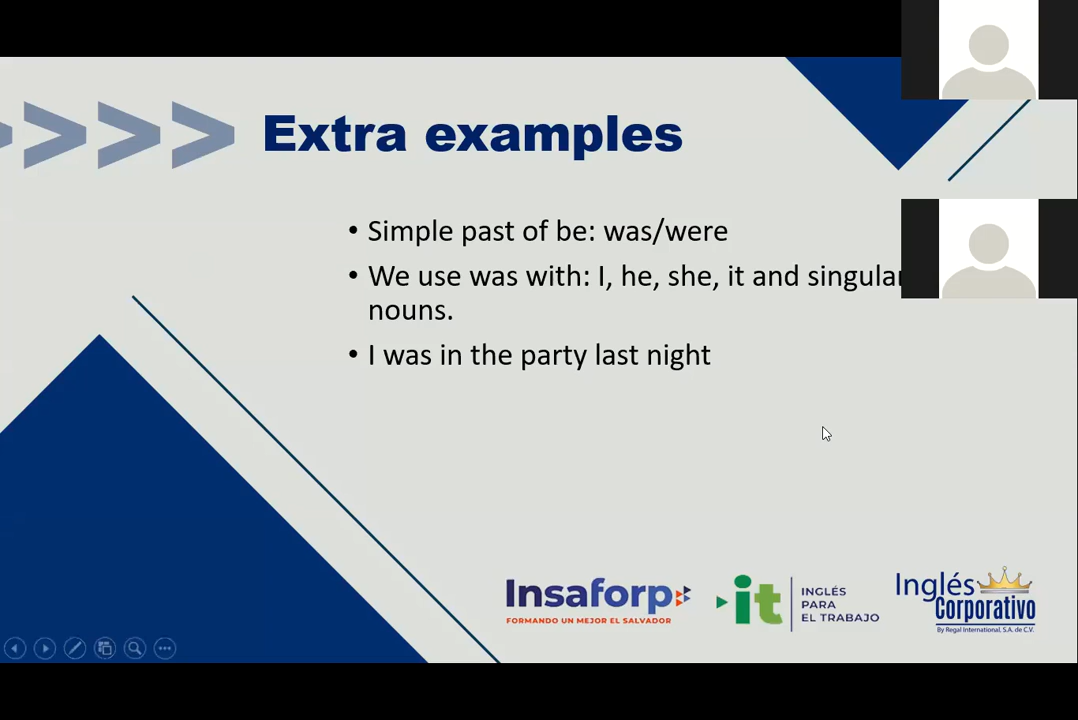 Extra examples
• Simple past of be: was/were
• We use was with: I, he, she, it and singular
nouns.
• I was in the party last night
Insaforp
FORMANDO UN MEJOR EL SALVADOR
it
INGLÉS
PARA
EL TRABAJO
Inglés
Corporativo
By Regal International, S.A. de C.V.